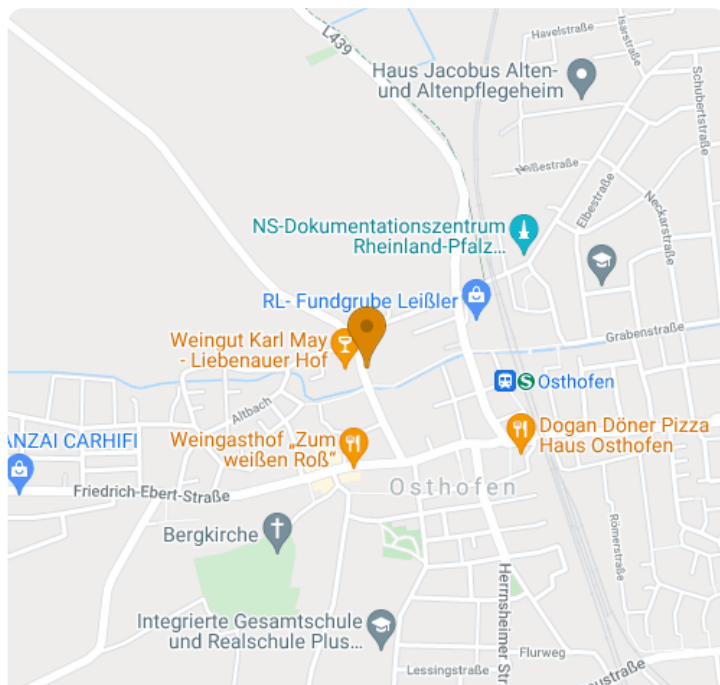 Havelstraße
Isarstraße
L439
Haus Jacobus Alten-
und Altenpflegeheim
Schubertstraße
Neißestraße
Elbestraße
Neckarstraße
NS-Dokumentationszentrum
Rheinland-Pfalz...
RL- Fundgrube Leißler
Grabenstraße
Weingut Karl May
- Liebenauer Hof
S Osthofen
Altbach
Dogan Döner Pizza
Haus Osthofen
ANZAI CARHIFI
Weingasthof „Zum
weißen Roß“
Friedrich-Ebert-Straße
Osthofen
Bergkirche
Römerstraße
Herrnsheimer Str.
Integrierte Gesamtschule
und Realschule Plus...
Flurweg
Lessingstraße
austraße